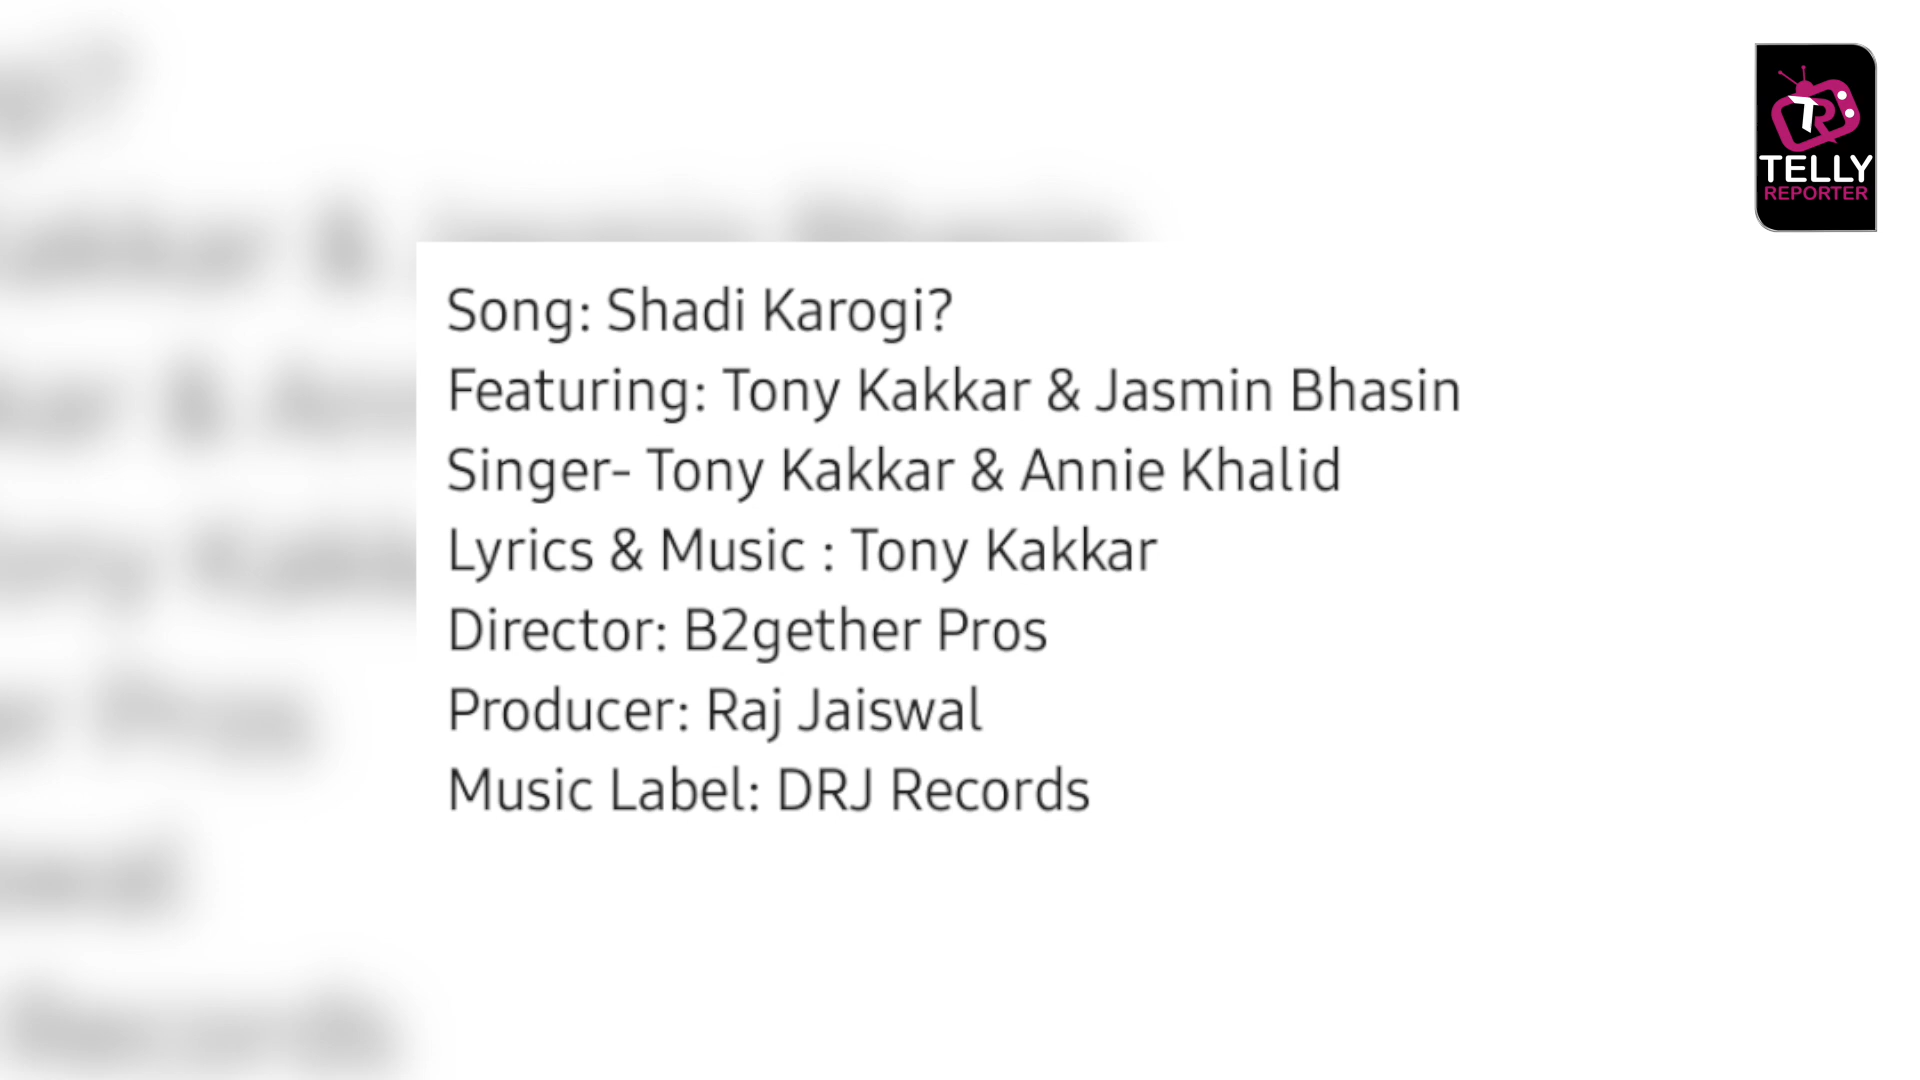 TR
TELLY
REPORTER
Song: Shadi Karogi?
Featuring: Tony Kakkar & Jasmin Bhasin
Singer- Tony Kakkar & Annie Khalid
Lyrics & Music : Tony Kakkar
Director: B2gether Pros
Producer: Raj Jaiswal
Music Label: DRJ Records